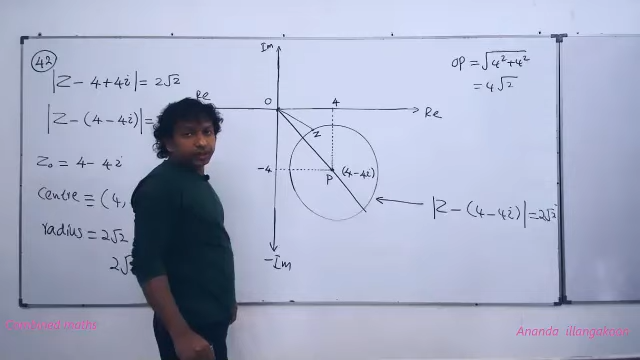 42
|Z - 4 + 4i| = 2√2
|Z - (4 - 4i)| =
Z₀ = 4 - 4i
Centre ≡ (4,
radius = 2√2
2√
Im
Re
O
4
Re
Z
-4
P
(4-4i)
-Im
OP = √4²+4²
= 4√2
|Z - (4 - 4i)| = 2√2
Combined maths
Ananda illangakoon